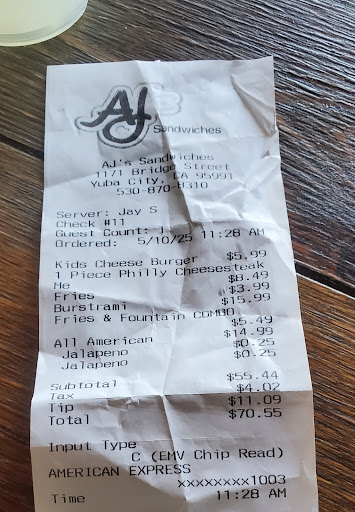 AJ's
Sandwiches
AJ's Sandwiches
1171 Bridge Street
Yuba City, CA 95991
530-870-8310
Server: Jay S
Check #11
Guest Count: 1
Ordered: 5/10/25 11:28 AM
Kids Cheese Burger $5.99
1 Piece Philly Cheesesteak
Me $8.49
Fries $3.99
Burstrami $15.99
Fries & Fountain COMBO
$5.49
All American $14.99
Jalapeno $0.25
Jalapeno $0.25
Subtotal $55.44
Tax $4.02
Tip $11.09
Total $70.55
Input Type
C (EMV Chip Read)
AMERICAN EXPRESS
xxxxxxxx1003
Time 11:28 AM